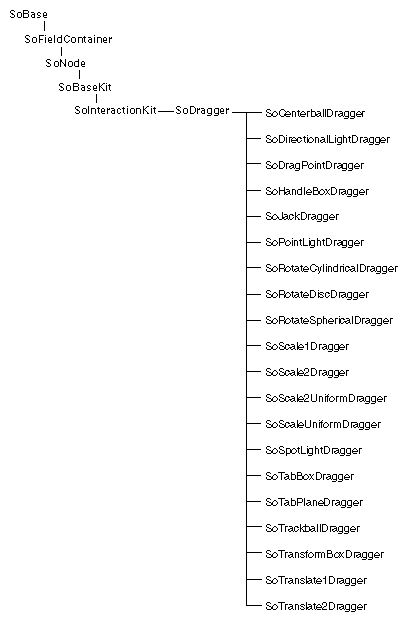 SoBase
SoFieldContainer
SoNode
SoBaseKit
SoInteractionKit SoDragger SoCenterballDragger
SoDirectionalLightDragger
SoDragPointDragger
SoHandleBoxDragger
SoJackDragger
SoPointLightDragger
SoRotateCylindricalDragger
SoRotateDiscDragger
SoRotateSphericalDragger
SoScale1Dragger
SoScale2Dragger
SoScale2UniformDragger
SoScaleUniformDragger
SoSpotLightDragger
SoTabBoxDragger
SoTabPlaneDragger
SoTrackballDragger
SoTransformBoxDragger
SoTranslate1Dragger
SoTranslate2Dragger